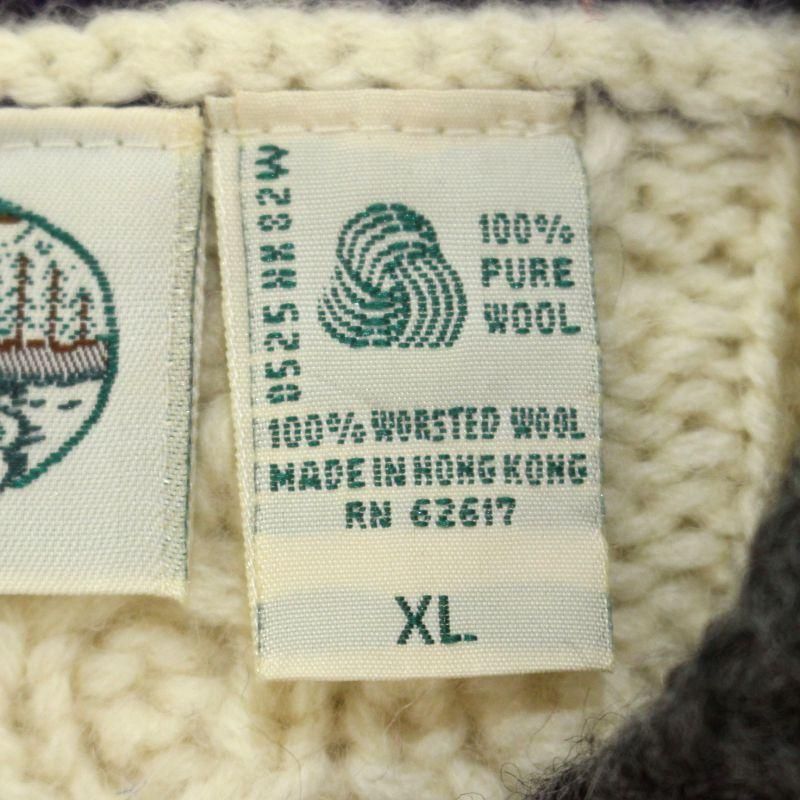 0525 HK 82W
100%
PURE
WOOL
100% WORSTED WOOL
MADE IN HONG KONG
RN 62617
XL